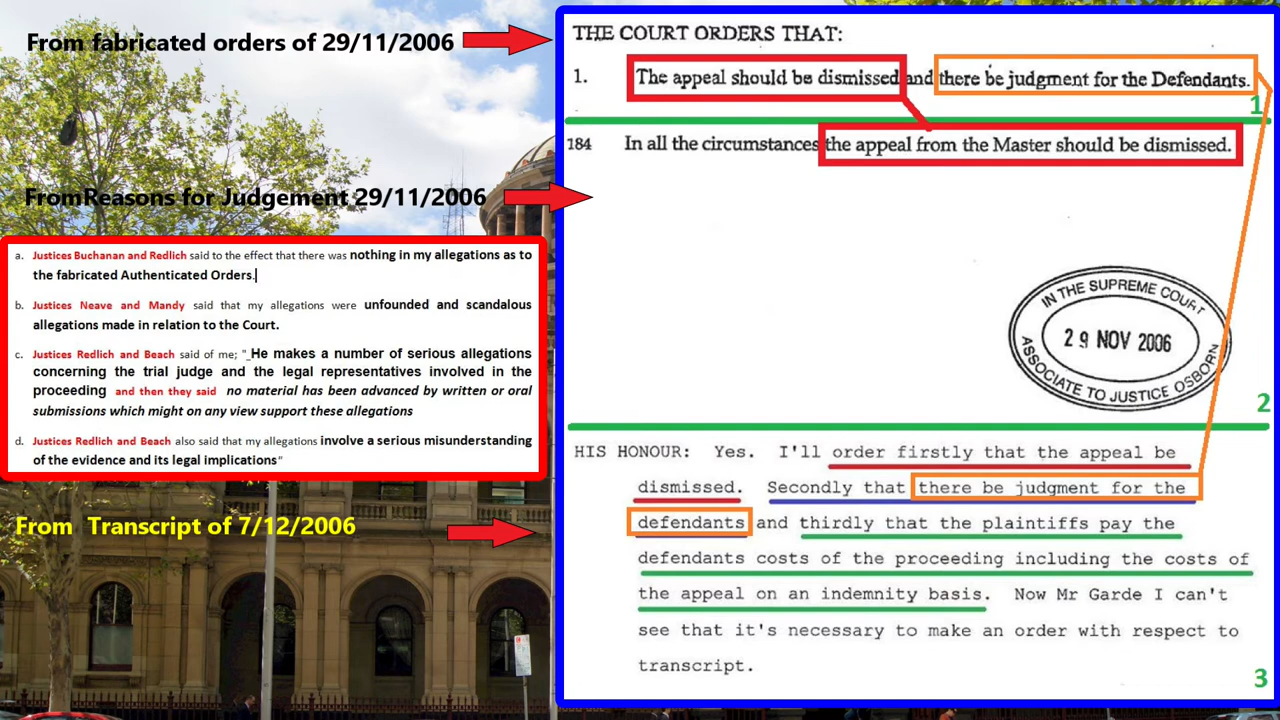 From fabricated orders of 29/11/2006
THE COURT ORDERS THAT:
1. The appeal should be dismissed and there be judgment for the Defendants.
1
184 In all the circumstances the appeal from the Master should be dismissed.
FromReasons for Judgement 29/11/2006
a. Justices Buchanan and Redlich said to the effect that there was nothing in my allegations as to
the fabricated Authenticated Orders.
b. Justices Neave and Mandy said that my allegations were unfounded and scandalous
allegations made in relation to the Court.
c. Justices Redlich and Beach said of me; " He makes a number of serious allegations
concerning the trial judge and the legal representatives involved in the
proceeding and then they said no material has been advanced by written or oral
submissions which might on any view support these allegations
d. Justices Redlich and Beach also said that my allegations involve a serious misunderstanding
of the evidence and its legal implications"
IN THE SUPREME COURT
29 NOV 2006
ASSOCIATE TO JUSTICE OSBORN
2
From Transcript of 7/12/2006
HIS HONOUR: Yes. I'll order firstly that the appeal be
dismissed. Secondly that there be judgment for the
defendants and thirdly that the plaintiffs pay the
defendants costs of the proceeding including the costs of
the appeal on an indemnity basis. Now Mr Garde I can't
see that it's necessary to make an order with respect to
transcript.
3